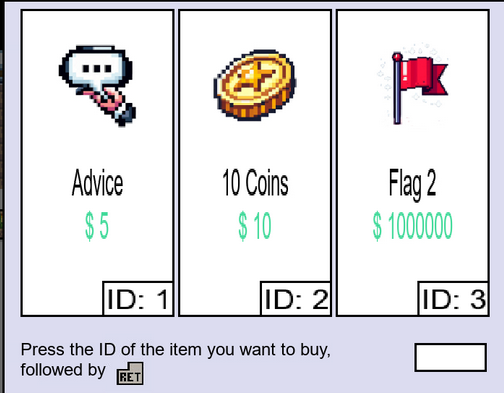 Advice
$ 5
ID: 1
10 Coins
$ 10
ID: 2
Flag 2
$ 1000000
ID: 3
Press the ID of the item you want to buy,
followed by RET